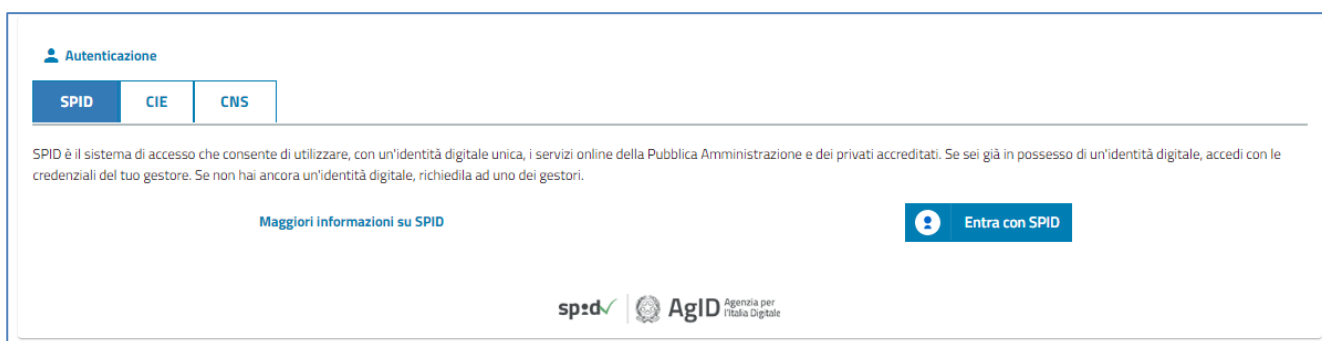 Autenticazione
SPID CIE CNS
SPID è il sistema di accesso che consente di utilizzare, con un'identità digitale unica, i servizi online della Pubblica Amministrazione e dei privati accreditati. Se sei già in possesso di un'identità digitale, accedi con le
credenziali del tuo gestore. Se non hai ancora un'identità digitale, richiedila ad uno dei gestori.
Maggiori informazioni su SPID Entra con SPID
sp:d AgID Agenzia per
l'Italia Digitale